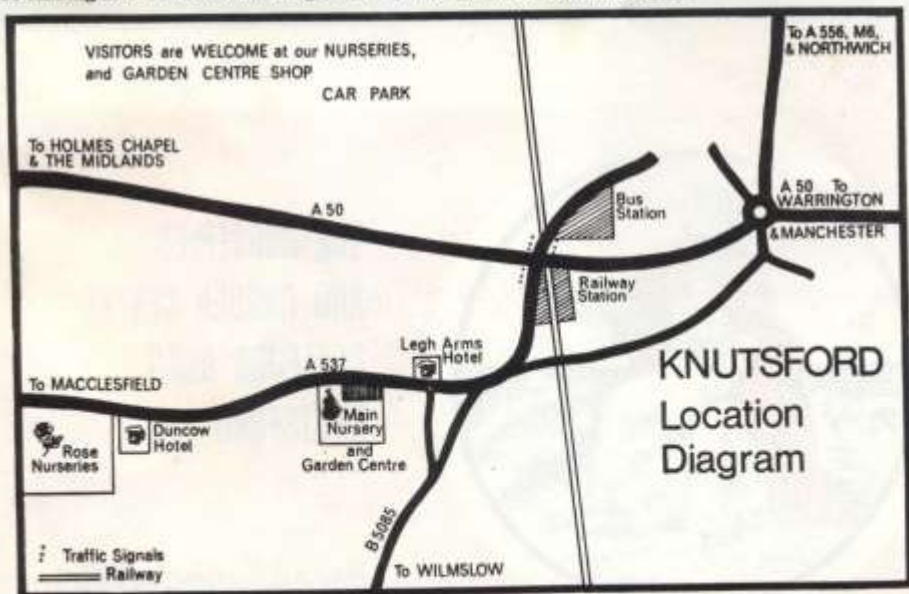 VISITORS are WELCOME at our NURSERIES,
and GARDEN CENTRE SHOP
CAR PARK
To A 556, M6,
& NORTHWICH
To HOLMES CHAPEL
& THE MIDLANDS
A 50
Bus
Station
A 50 To
WARRINGTON
& MANCHESTER
Railway
Station
Legh Arms
Hotel
A 537
To MACCLESFIELD
Main
Nursery
and
Garden Centre
Duncow
Hotel
Rose
Nurseries
KNUTSFORD
Location
Diagram
B 5085
To WILMSLOW
Traffic Signals
Railway